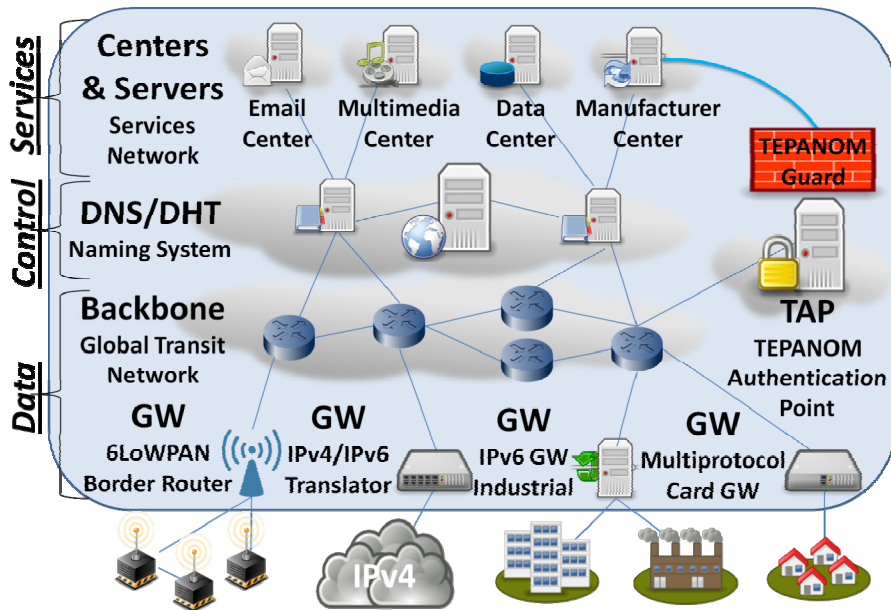 Services
Centers
& Servers
Services
Network
Email
Center
Multimedia
Center
Data
Center
Manufacturer
Center
TEPANOM
Guard
Control
DNS/DHT
Naming System
TAP
TEPANOM
Authentication
Point
Data
Backbone
Global Transit
Network
GW
6LoWPAN
Border Router
GW
IPv4/IPv6
Translator
GW
IPv6 GW
Industrial
GW
Multiprotocol
Card GW
IPv4